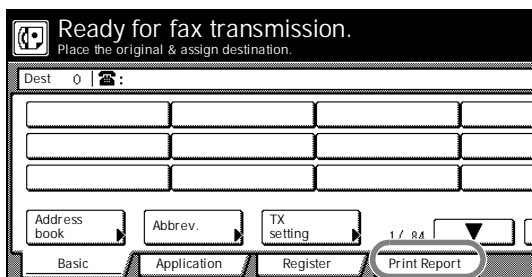 Ready for fax transmission.
Place the original & assign destination.
Dest 0 ☎:
Address book
Abbrev.
TX setting
1/ 84
Basic
Application
Register
Print Report